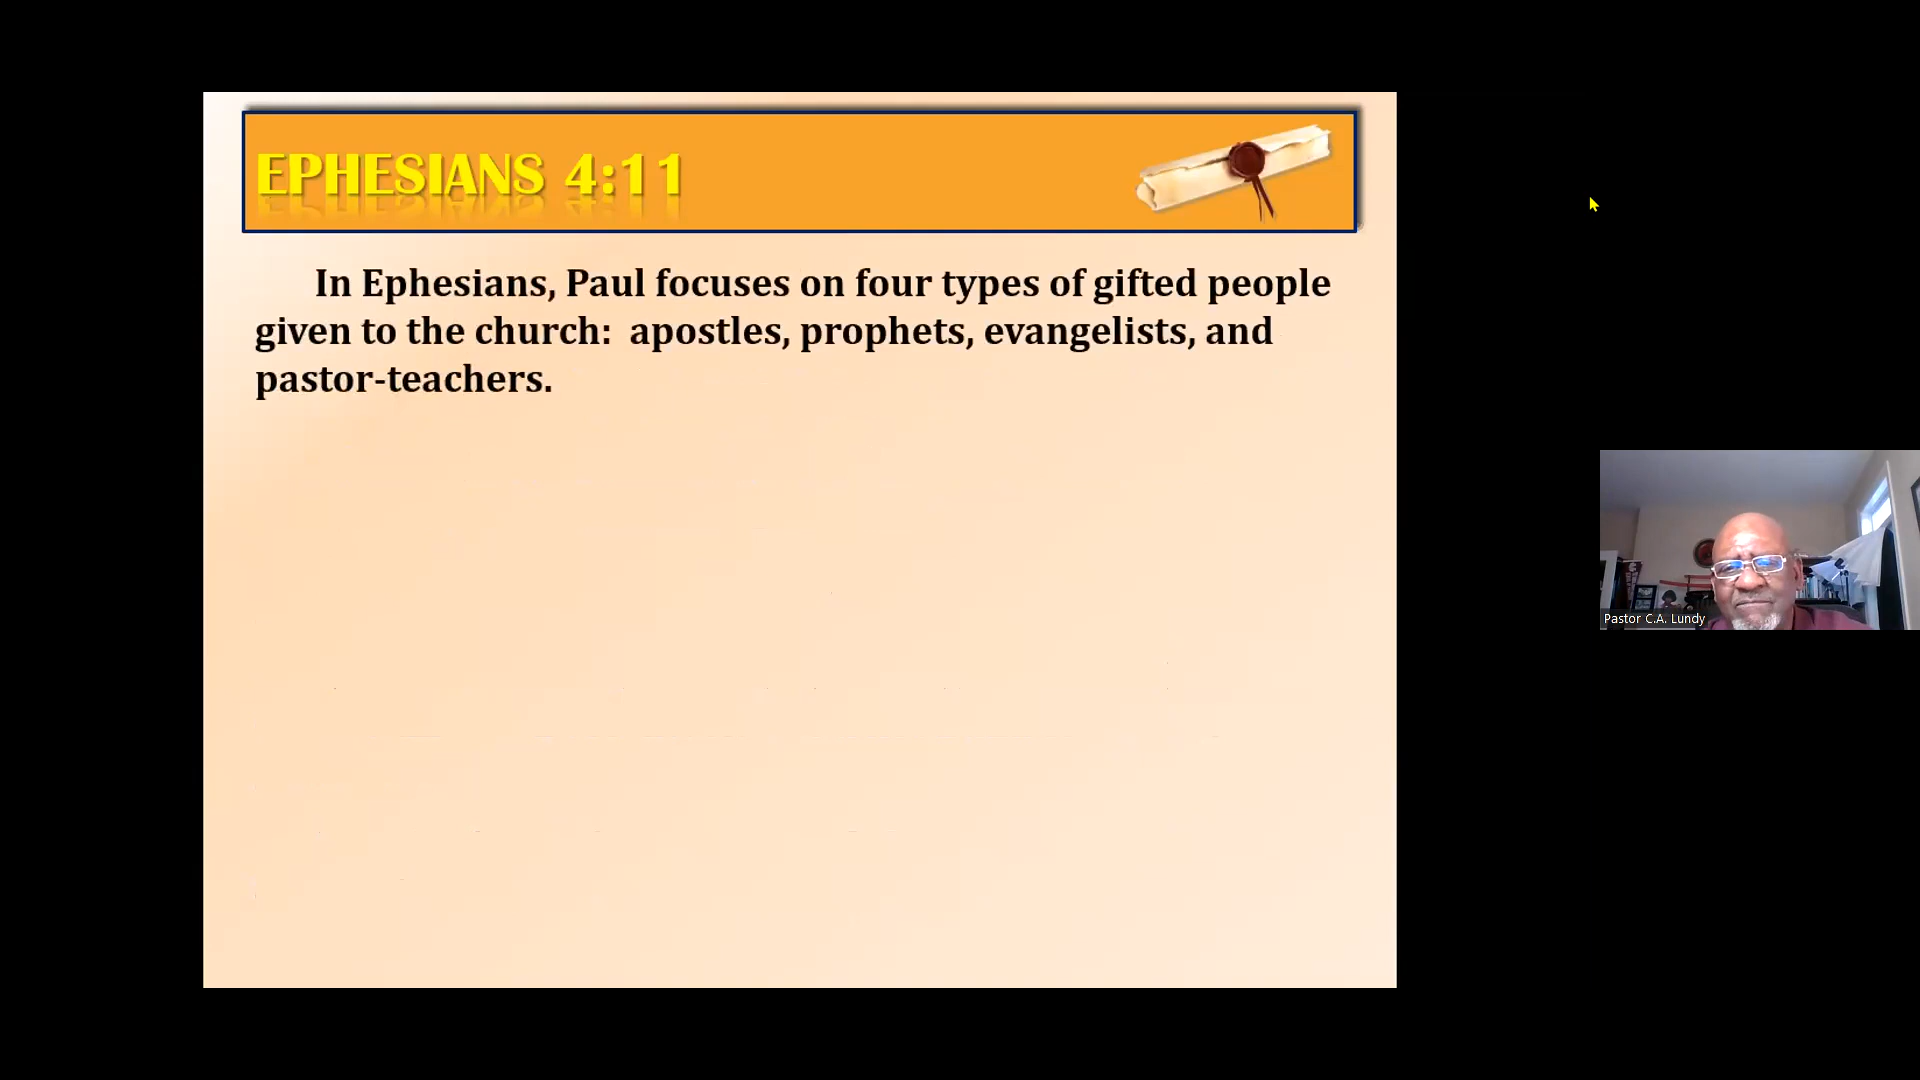 EPHESIANS 4:11
In Ephesians, Paul focuses on four types of gifted people
given to the church:  apostles, prophets, evangelists, and
pastor-teachers.
Pastor C.A. Lundy